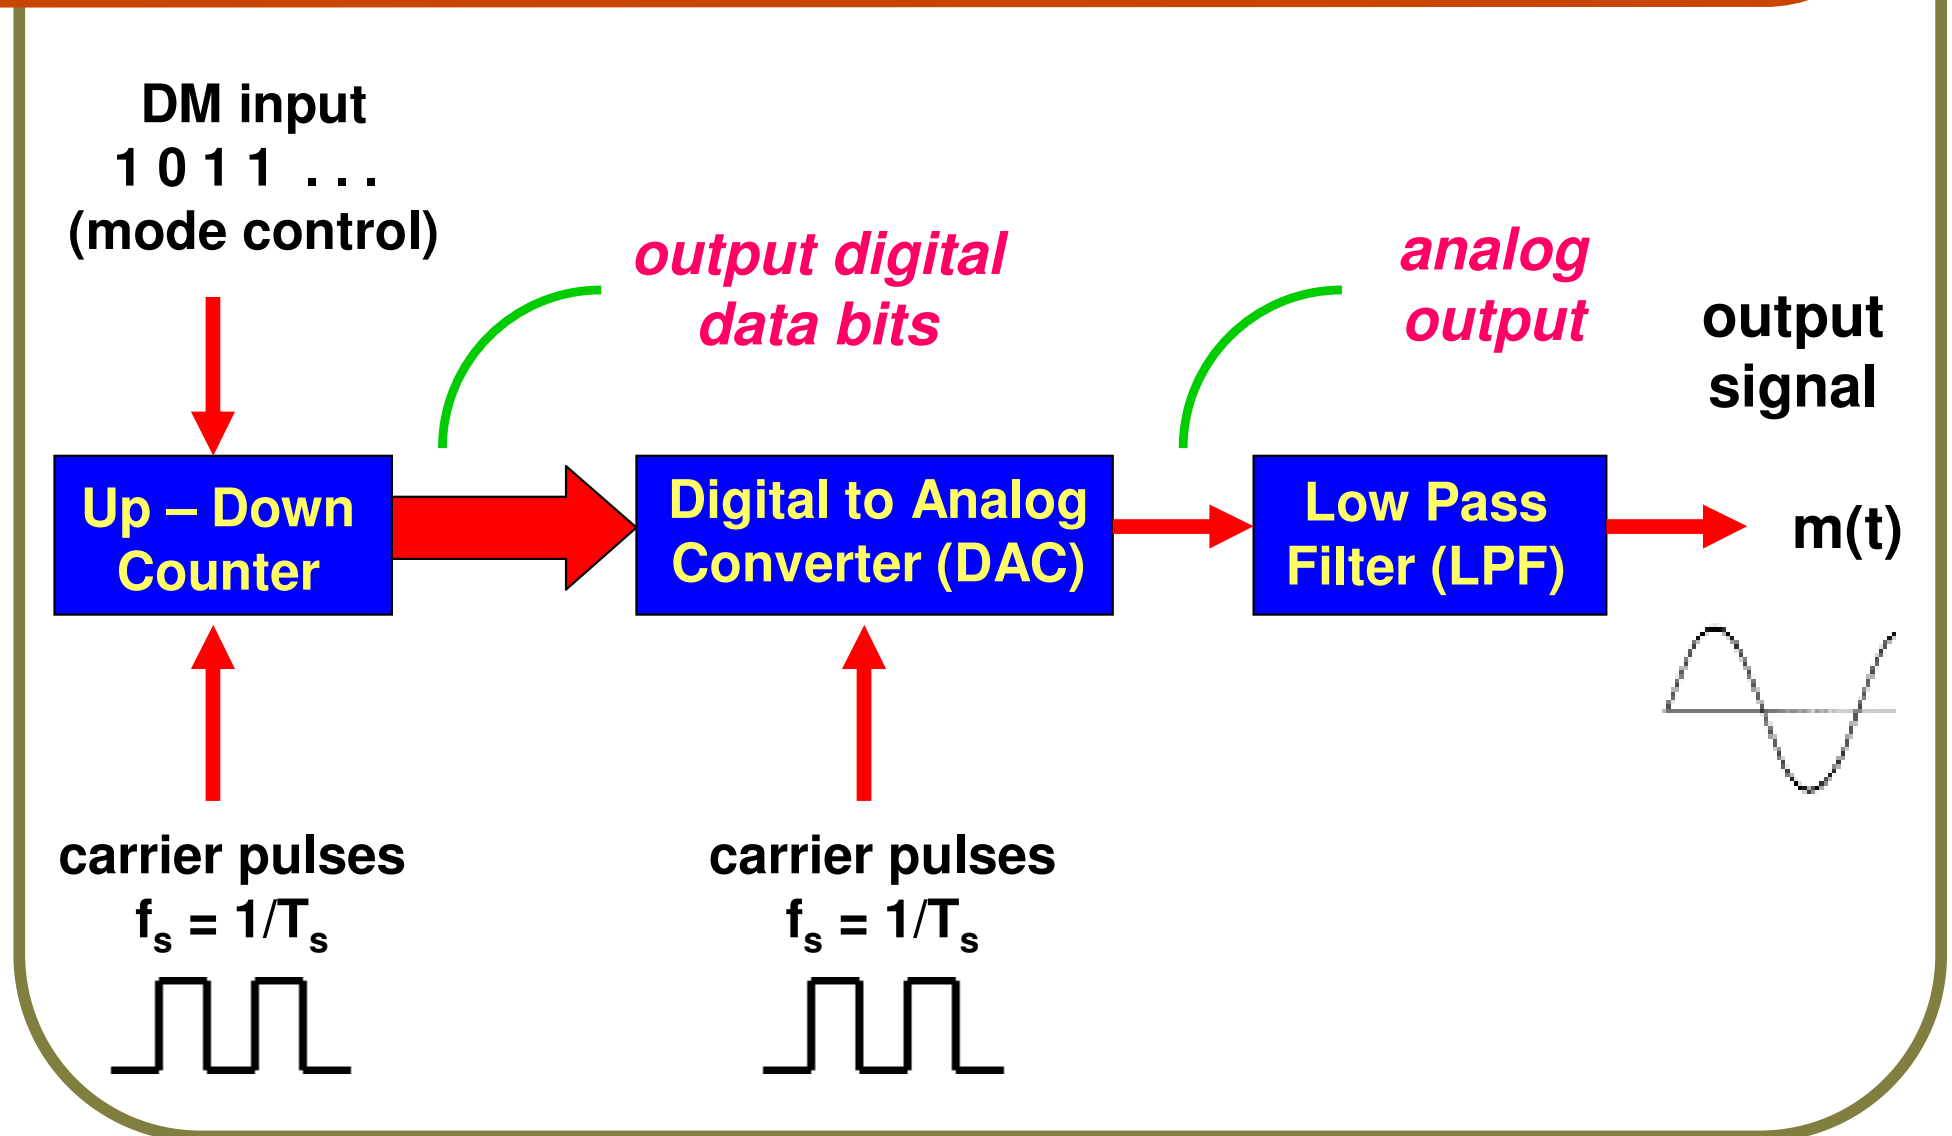 DM input
1 0 1 1 . . .
(mode control)
output digital
data bits
analog
output
output
signal
Up – Down
Counter
Digital to Analog
Converter (DAC)
Low Pass
Filter (LPF)
m(t)
carrier pulses
fs = 1/Ts
carrier pulses
fs = 1/Ts